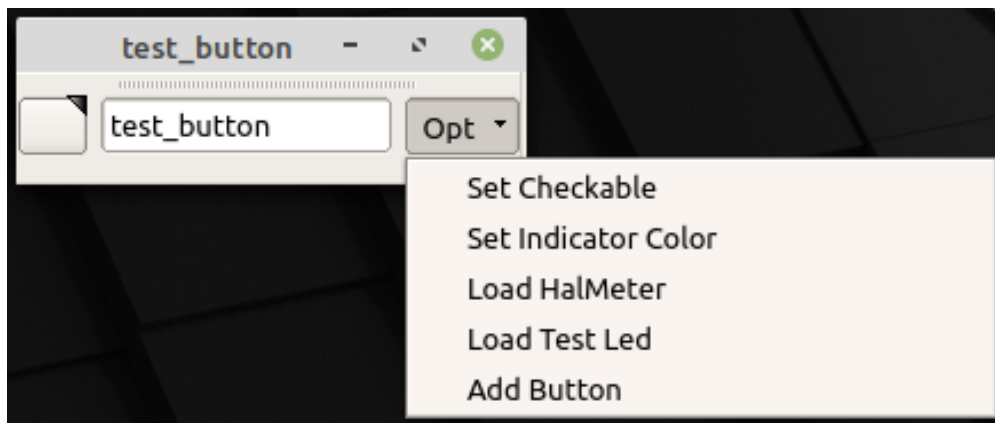 test_button
test_button
Opt
Set Checkable
Set Indicator Color
Load HalMeter
Load Test Led
Add Button